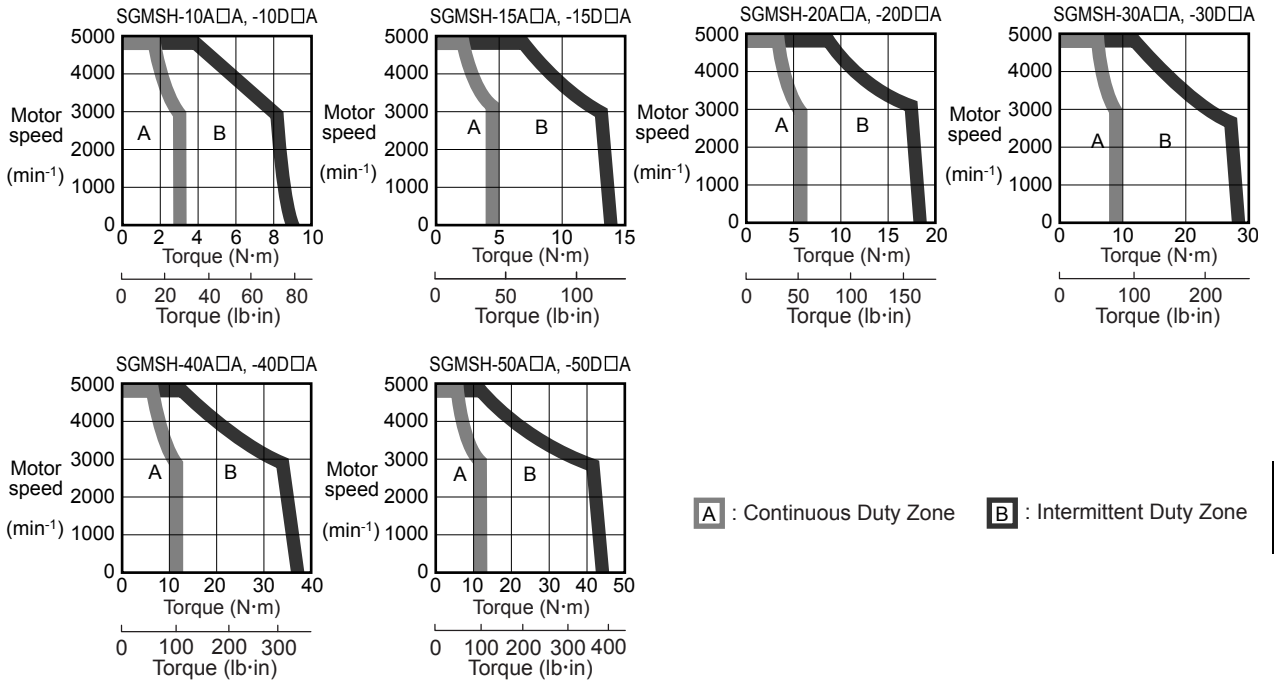 SGMSH-10A□A, -10D□A
5000
4000
Motor speed
3000
A
B
2000
(min-1)
1000
0
0 2 4 6 8 10
Torque (N·m)
0 20 40 60 80
Torque (lb·in)
SGMSH-15A□A, -15D□A
5000
4000
Motor speed
3000
A
B
2000
(min-1)
1000
0
0 5 10 15
Torque (N·m)
0 50 100
Torque (lb·in)
SGMSH-20A□A, -20D□A
5000
4000
Motor speed
3000
A
B
2000
(min-1)
1000
0
0 5 10 15 20
Torque (N·m)
0 50 100 150
Torque (lb·in)
SGMSH-30A□A, -30D□A
5000
4000
Motor speed
3000
A
B
2000
(min-1)
1000
0
0 10 20 30
Torque (N·m)
0 100 200
Torque (lb·in)
SGMSH-40A□A, -40D□A
5000
4000
Motor speed
3000
A
B
2000
(min-1)
1000
0
0 10 20 30 40
Torque (N·m)
0 100 200 300
Torque (lb·in)
SGMSH-50A□A, -50D□A
5000
4000
Motor speed
3000
A
B
2000
(min-1)
1000
0
0 10 20 30 40 50
Torque (N·m)
0 100 200 300 400
Torque (lb·in)
A : Continuous Duty Zone
B : Intermittent Duty Zone